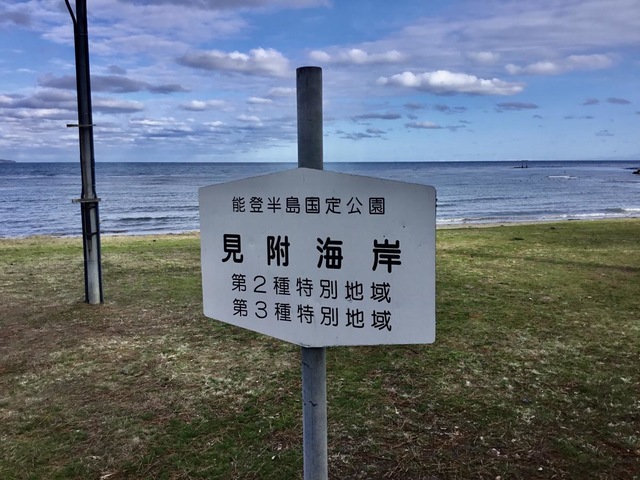 能登半島国定公園
見附海岸
第2種特別地域
第3種特別地域